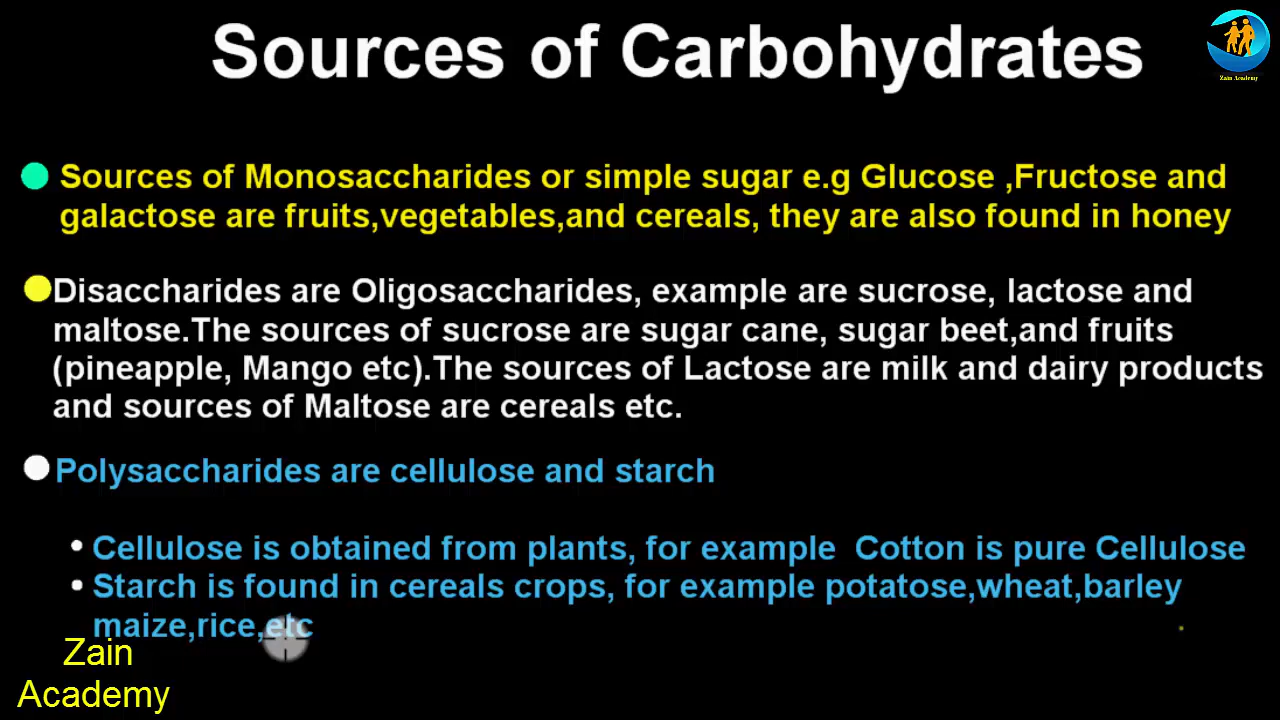 Sources of Carbohydrates
Zain Academy
Sources of Monosaccharides or simple sugar e.g Glucose ,Fructose and
galactose are fruits,vegetables,and cereals, they are also found in honey
Disaccharides are Oligosaccharides, example are sucrose, lactose and
maltose.The sources of sucrose are sugar cane, sugar beet,and fruits
(pineapple, Mango etc).The sources of Lactose are milk and dairy products
and sources of Maltose are cereals etc.
Polysaccharides are cellulose and starch
• Cellulose is obtained from plants, for example  Cotton is pure Cellulose
• Starch is found in cereals crops, for example potatose,wheat,barley
maize,rice,etc
Zain
Academy